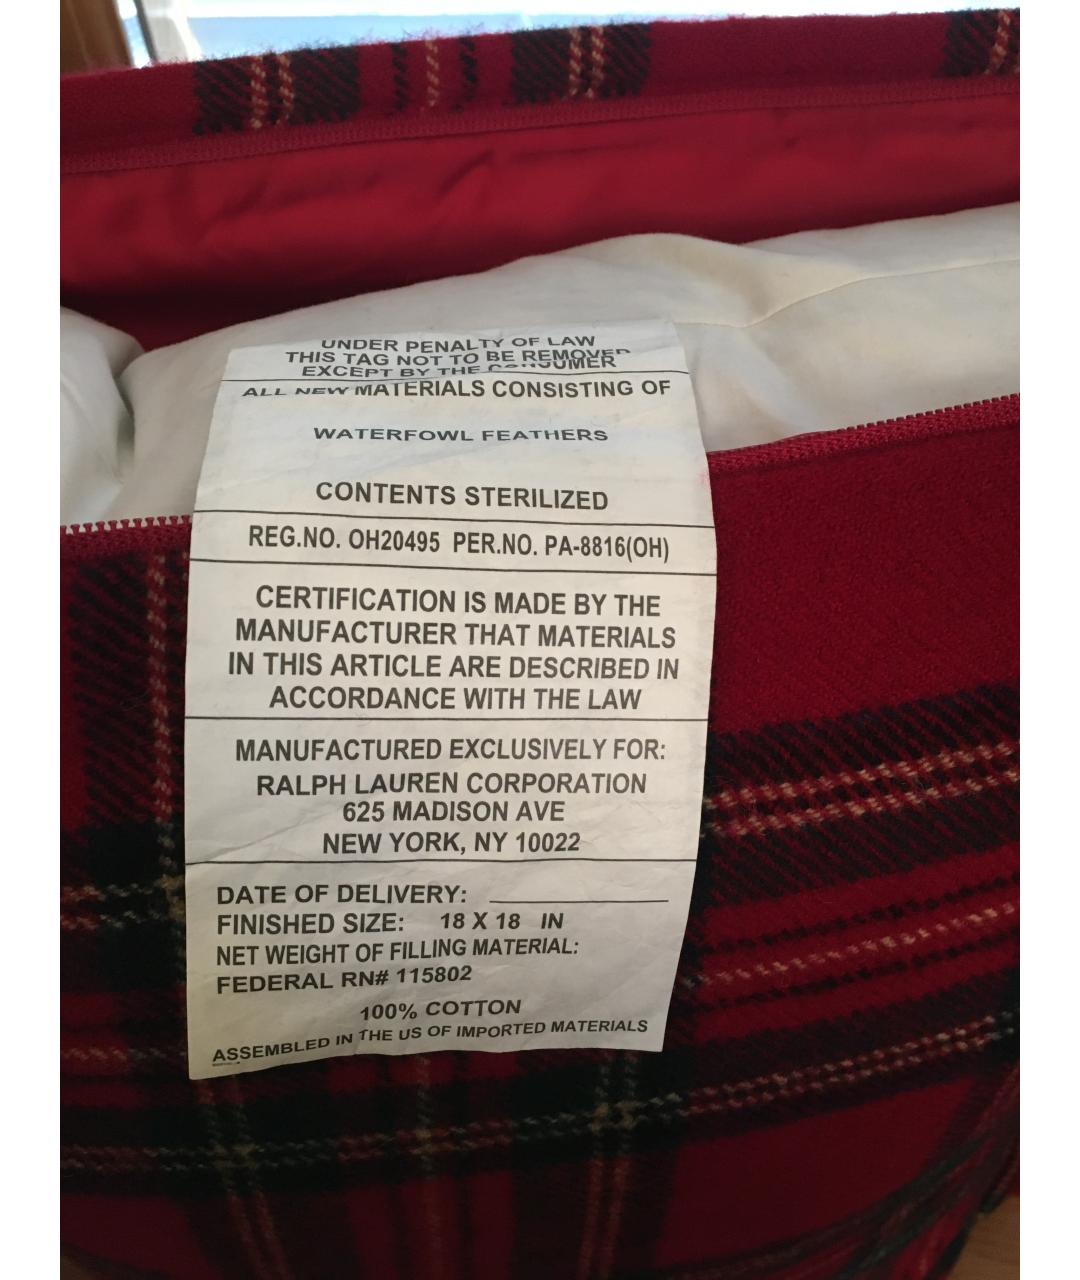 UNDER PENALTY OF LAW
THIS TAG NOT TO BE REMOVED
EXCEPT BY THE CONSUMER
ALL NEW MATERIALS CONSISTING OF
WATERFOWL FEATHERS
CONTENTS STERILIZED
REG.NO. OH20495 PER.NO. PA-8816(OH)
CERTIFICATION IS MADE BY THE
MANUFACTURER THAT MATERIALS
IN THIS ARTICLE ARE DESCRIBED IN
ACCORDANCE WITH THE LAW
MANUFACTURED EXCLUSIVELY FOR:
RALPH LAUREN CORPORATION
625 MADISON AVE
NEW YORK, NY 10022
DATE OF DELIVERY:
FINISHED SIZE: 18 X 18 IN
NET WEIGHT OF FILLING MATERIAL:
FEDERAL RN# 115802
100% COTTON
ASSEMBLED IN THE US OF IMPORTED MATERIALS